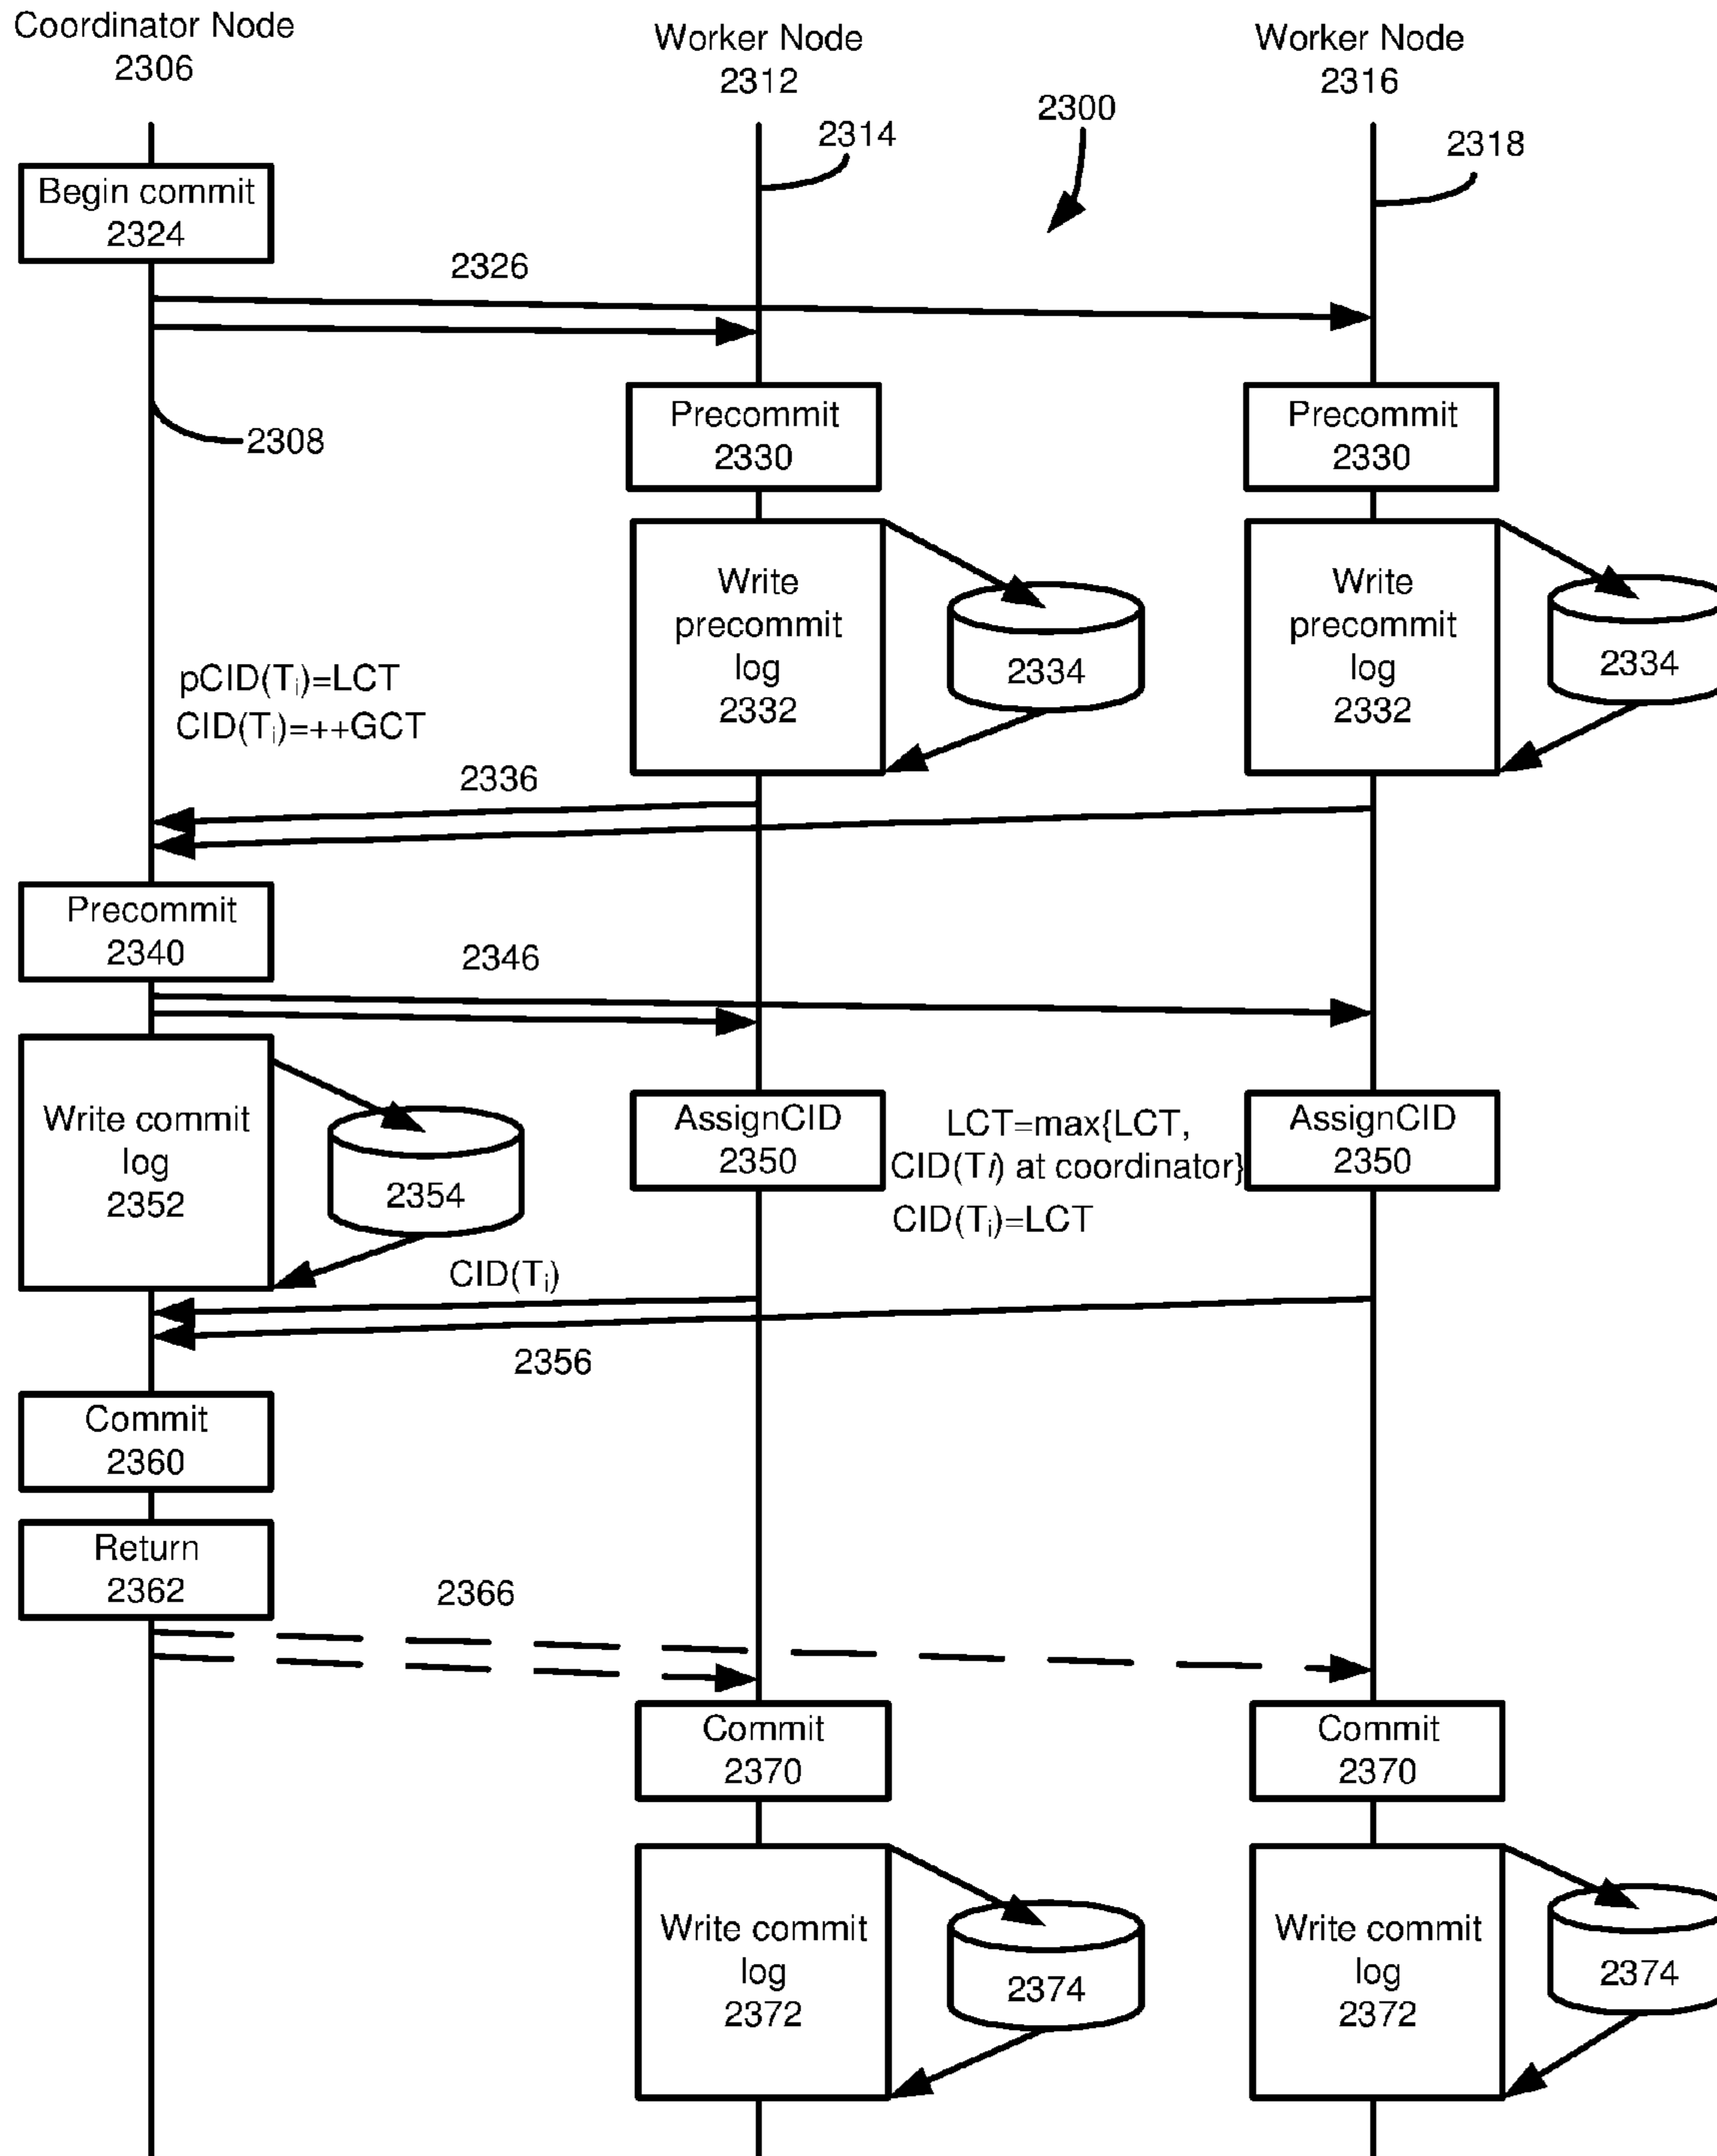 Coordinator Node
2306
Worker Node
2312
Worker Node
2316
2300
2314
2318
Begin commit
2324
2326
2308
Precommit
2330
Precommit
2330
Write
precommit
log
2332
2334
Write
precommit
log
2332
2334
pCID(Tᵢ)=LCT
CID(Tᵢ)=++GCT
2336
Precommit
2340
2346
Write commit
log
2352
2354
AssignCID
2350
LCT=max{LCT,
CID(Ti) at coordinator}
CID(Tᵢ)=LCT
AssignCID
2350
CID(Tᵢ)
2356
Commit
2360
Return
2362
2366
Commit
2370
Commit
2370
Write commit
log
2372
2374
Write commit
log
2372
2374